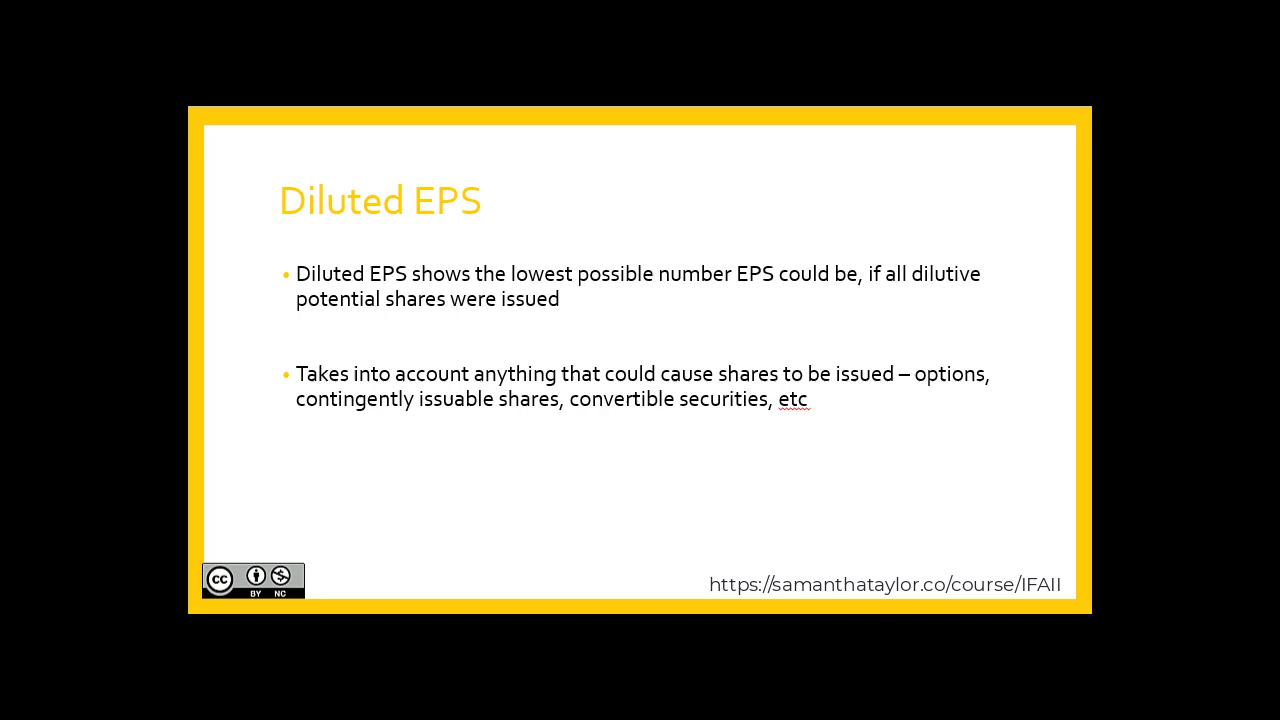 Diluted EPS
• Diluted EPS shows the lowest possible number EPS could be, if all dilutive
potential shares were issued
• Takes into account anything that could cause shares to be issued – options,
contingently issuable shares, convertible securities, etc
cc
BY NC
https://samanthataylor.co/course/IFAII